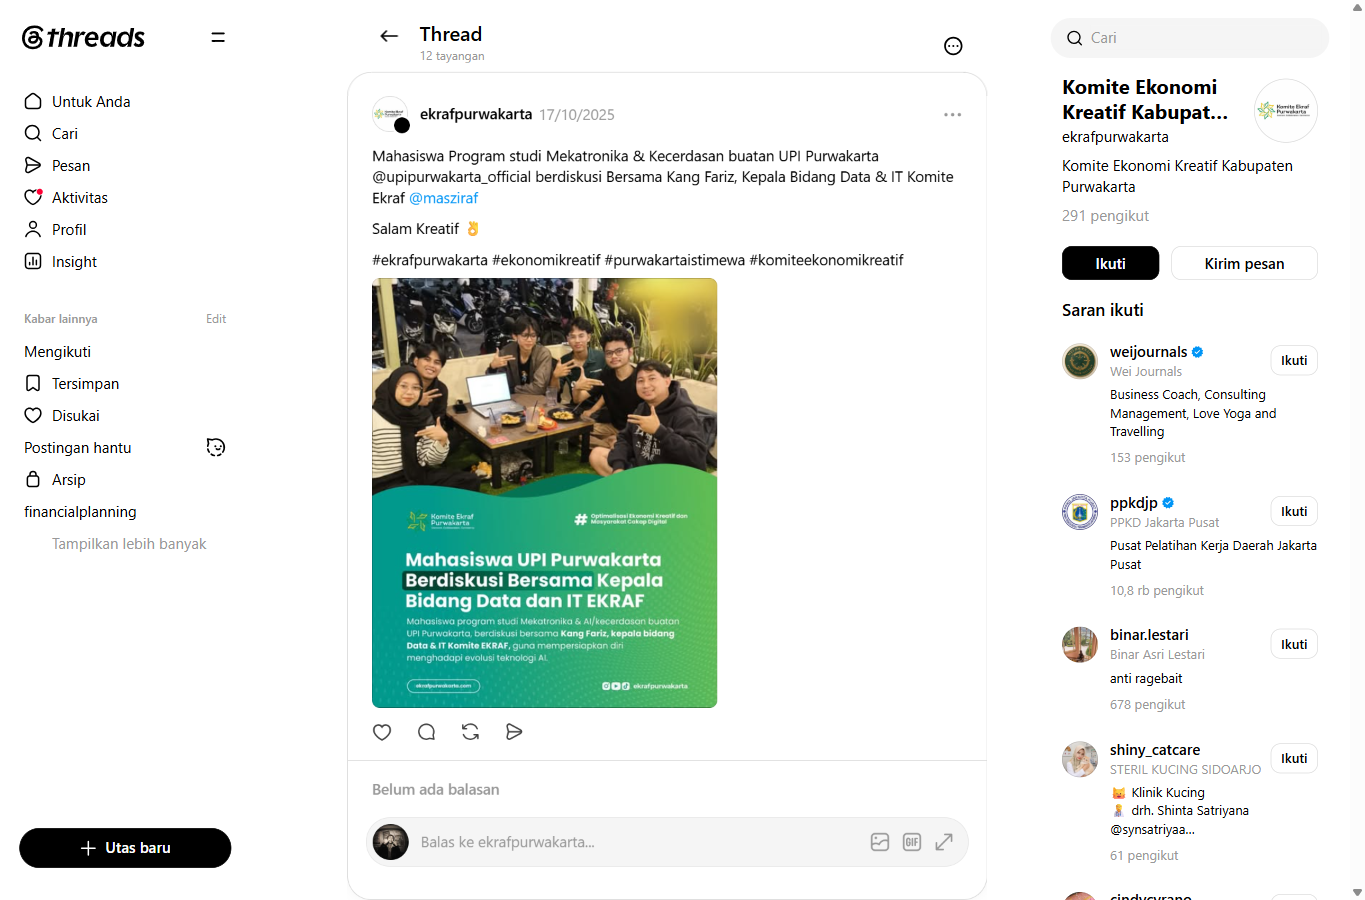 threads
Untuk Anda
Cari
Pesan
Aktivitas
Profil
Insight
Kabar lainnya
Edit
Mengikuti
Tersimpan
Disukai
Postingan hantu
Arsip
financialplanning
Tampilkan lebih banyak
Utas baru
Thread
12 tayangan
ekrafpurwakarta 17/10/2025
Mahasiswa Program studi Mekatronika & Kecerdasan buatan UPI Purwakarta
@upipurwakarta_official berdiskusi Bersama Kang Fariz, Kepala Bidang Data & IT Komite
Ekraf @masziraf
Salam Kreatif 👌
#ekrafpurwakarta #ekonomikreatif #purwakartaistimewa #komiteekonomikreatif
Komite Ekraf
Purwakarta
# Optimalisasi Ekonomi Kreatif dan
Masyarakat Cakap Digital
Mahasiswa UPI Purwakarta
Berdiskusi Bersama Kepala
Bidang Data dan IT EKRAF
Mahasiswa program studi Mekatronika & AI/kecerdasan buatan
UPI Purwakarta, berdiskusi bersama Kang Fariz, kepala bidang
Data & IT Komite EKRAF, guna mempersiapkan diri
menghadapi evolusi teknologi AI.
ekrafpurwakarta.com
ekrafpurwakarta
Belum ada balasan
Balas ke ekrafpurwakarta...
GIF
Cari
Komite Ekonomi
Kreatif Kabupat...
Komite Ekraf
Purwakarta
ekrafpurwakarta
Komite Ekonomi Kreatif Kabupaten
Purwakarta
291 pengikut
Ikuti
Kirim pesan
Saran ikuti
weijournals
Ikuti
Wei Journals
Business Coach, Consulting
Management, Love Yoga and
Travelling
153 pengikut
ppkdjp
Ikuti
PPKD Jakarta Pusat
Pusat Pelatihan Kerja Daerah Jakarta
Pusat
10,8 rb pengikut
binar.lestari
Ikuti
Binar Asri Lestari
anti ragebait
678 pengikut
shiny_catcare
Ikuti
STERIL KUCING SIDOARJO
😹 Klinik Kucing
drh. Shinta Satriyana
@synsatriyaa...
61 pengikut
cindycyrano